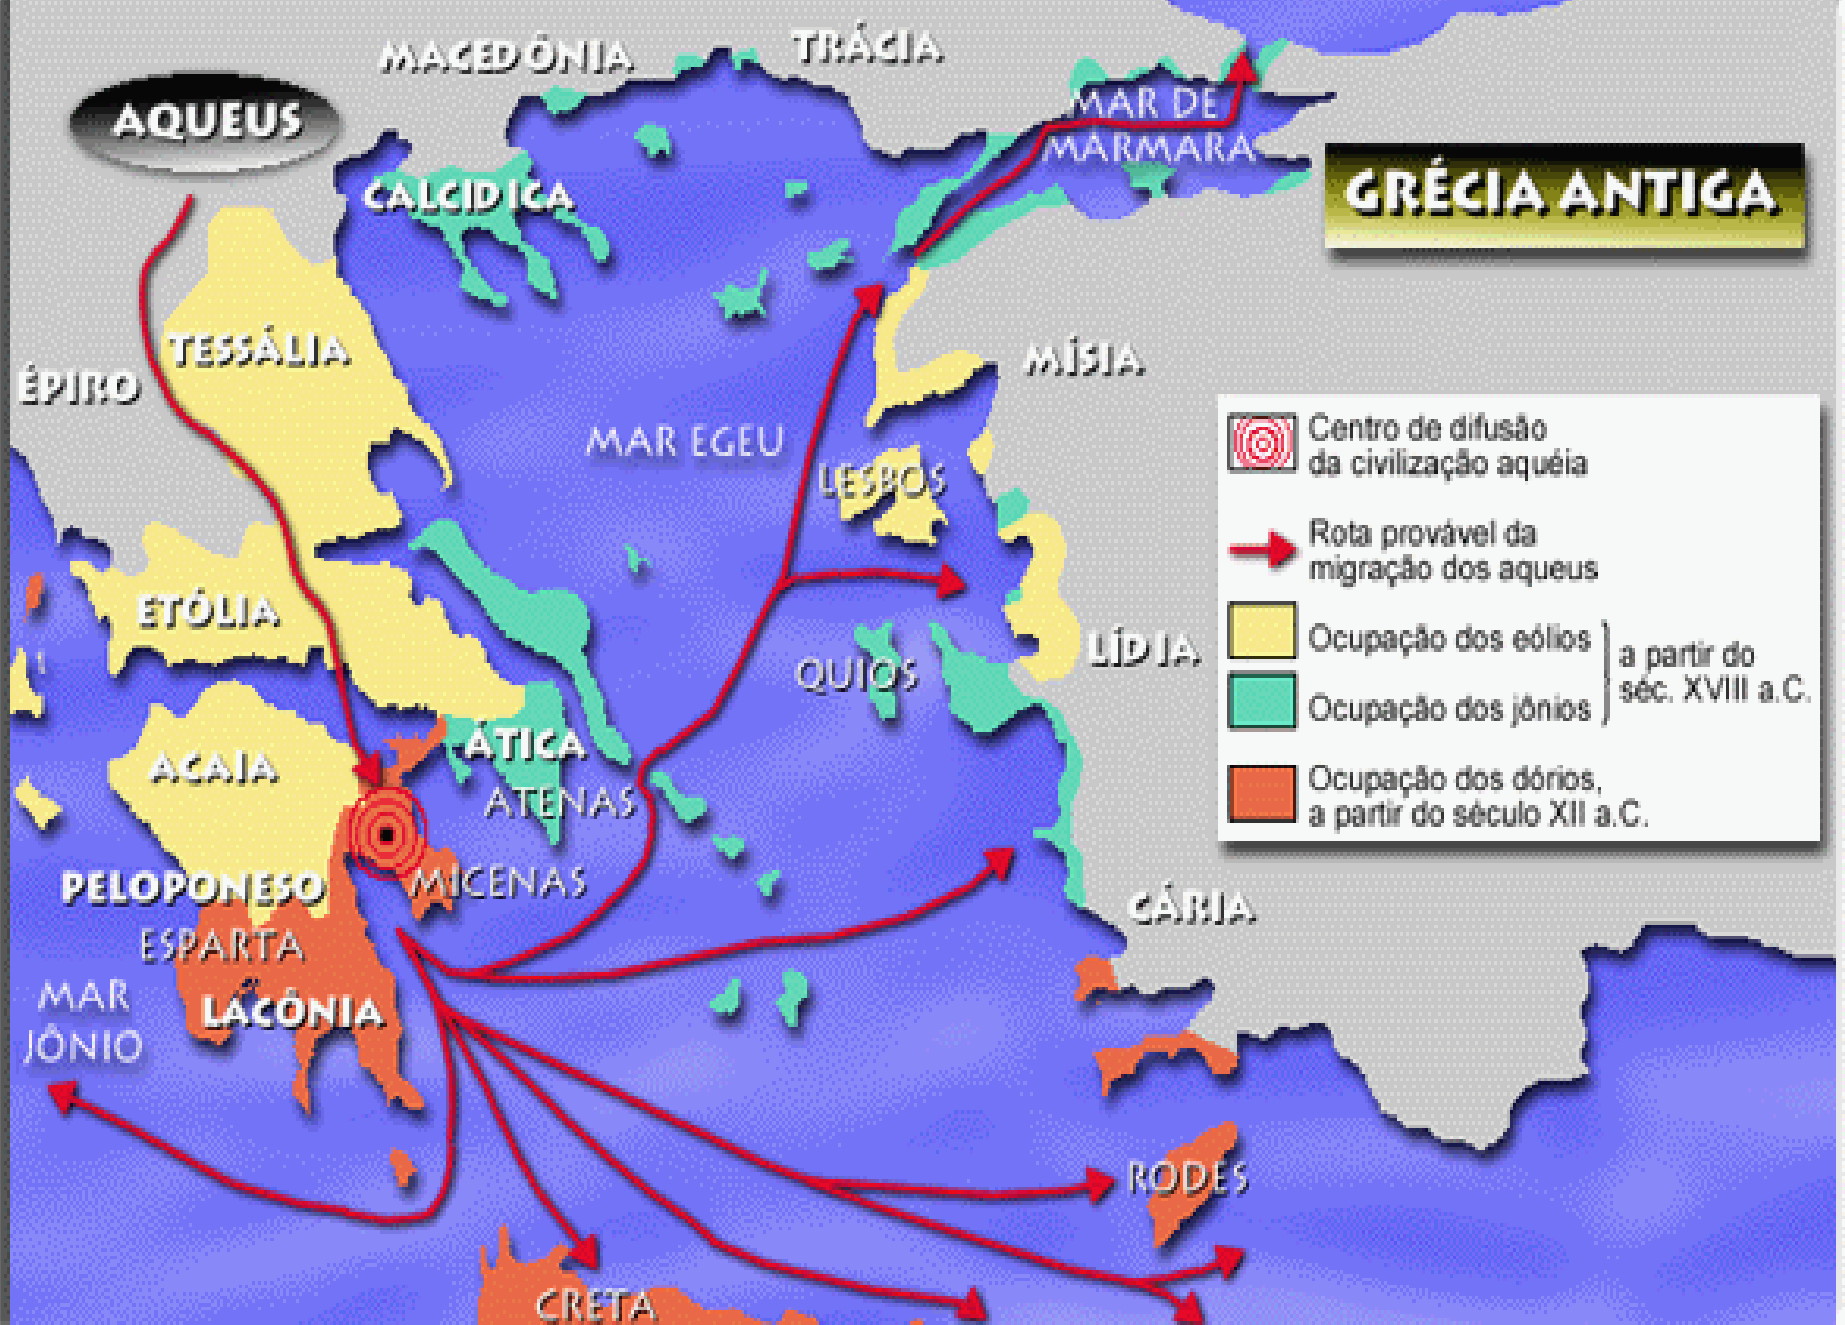 MACEDÔNIA
TRÁCIA
AQUEUS
MAR DE
MÁRMARA
GRÉCIA ANTIGA
CALCIDICA
TESSÁLIA
ÉPIRO
MÍSIA
MAR EGEU
LESBOS
Centro de difusão
da civilização aquéia
Rota provável da
migração dos aqueus
Ocupação dos eólios
Ocupação dos jônios
a partir do
séc. XVIII a.C.
Ocupação dos dórios,
a partir do século XII a.C.
ETÓLIA
LÍDIA
QUIOS
ÁTICA
ACAIA
ATENAS
PELOPONESO
MICENAS
CÁRIA
ESPARTA
LACÔNIA
MAR
JÔNIO
RODES
CRETA